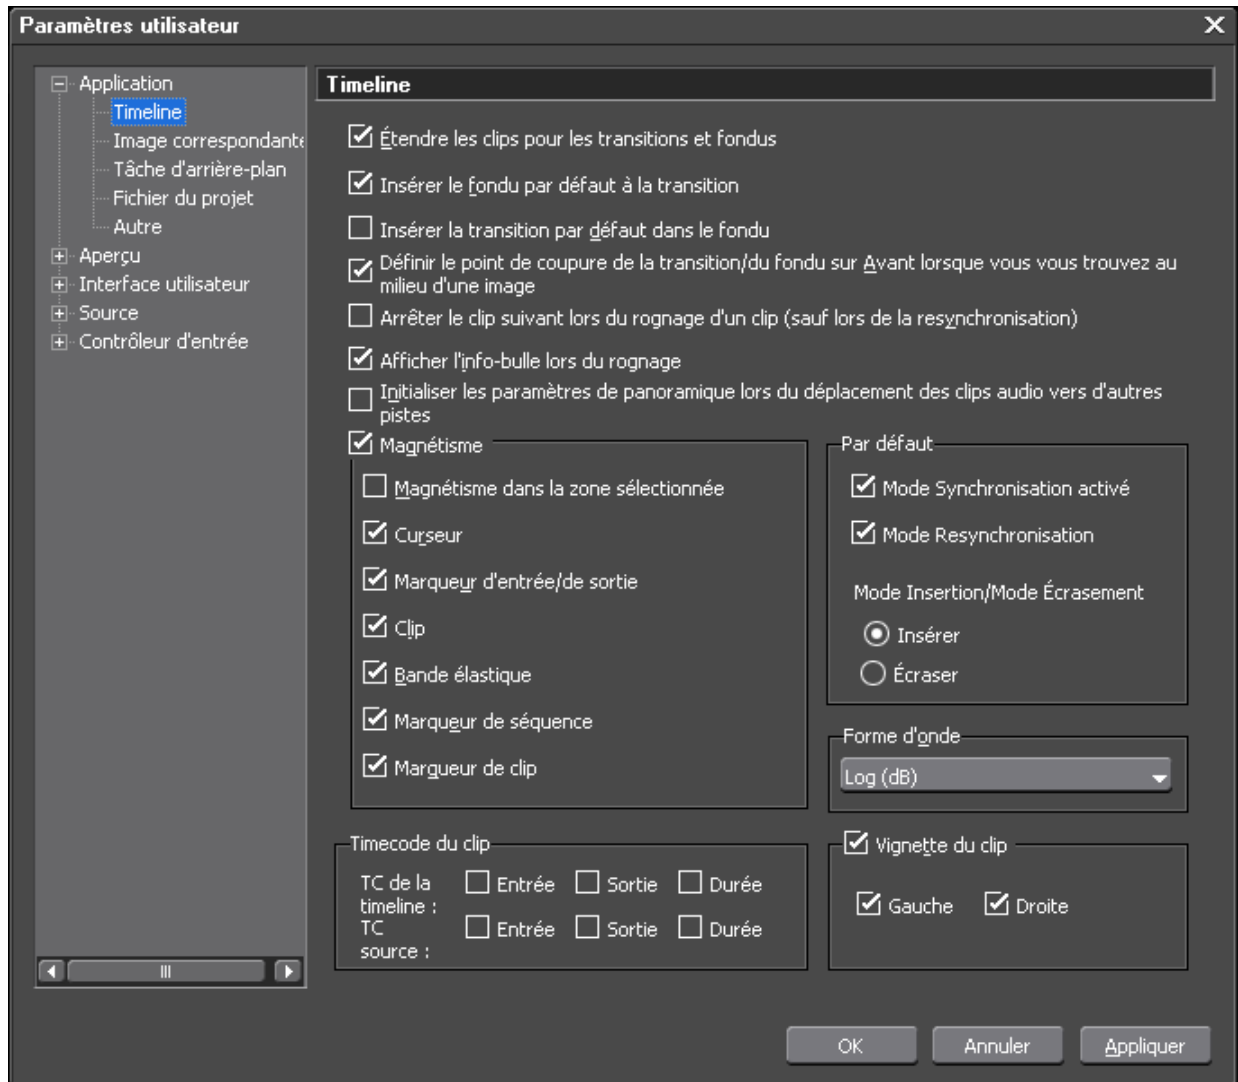 Paramètres utilisateur
Application
Timeline
Image correspondante
Tâche d'arrière-plan
Fichier du projet
Autre
Aperçu
Interface utilisateur
Source
Contrôleur d'entrée
Timeline
Étendre les clips pour les transitions et fondus
Insérer le fondu par défaut à la transition
Insérer la transition par défaut dans le fondu
Définir le point de coupure de la transition/du fondu sur Avant lorsque vous vous trouvez au
milieu d'une image
Arrêter le clip suivant lors du rognage d'un clip (sauf lors de la resynchronisation)
Afficher l'info-bulle lors du rognage
Initialiser les paramètres de panoramique lors du déplacement des clips audio vers d'autres
pistes
Magnétisme
Magnétisme dans la zone sélectionnée
Curseur
Marqueur d'entrée/de sortie
Clip
Bande élastique
Marqueur de séquence
Marqueur de clip
Par défaut
Mode Synchronisation activé
Mode Resynchronisation
Mode Insertion/Mode Écrasement
Insérer
Écraser
Forme d'onde
Log (dB)
Timecode du clip
TC de la
timeline :
Entrée Sortie Durée
TC
source :
Entrée Sortie Durée
Vignette du clip
Gauche Droite
OK Annuler Appliquer